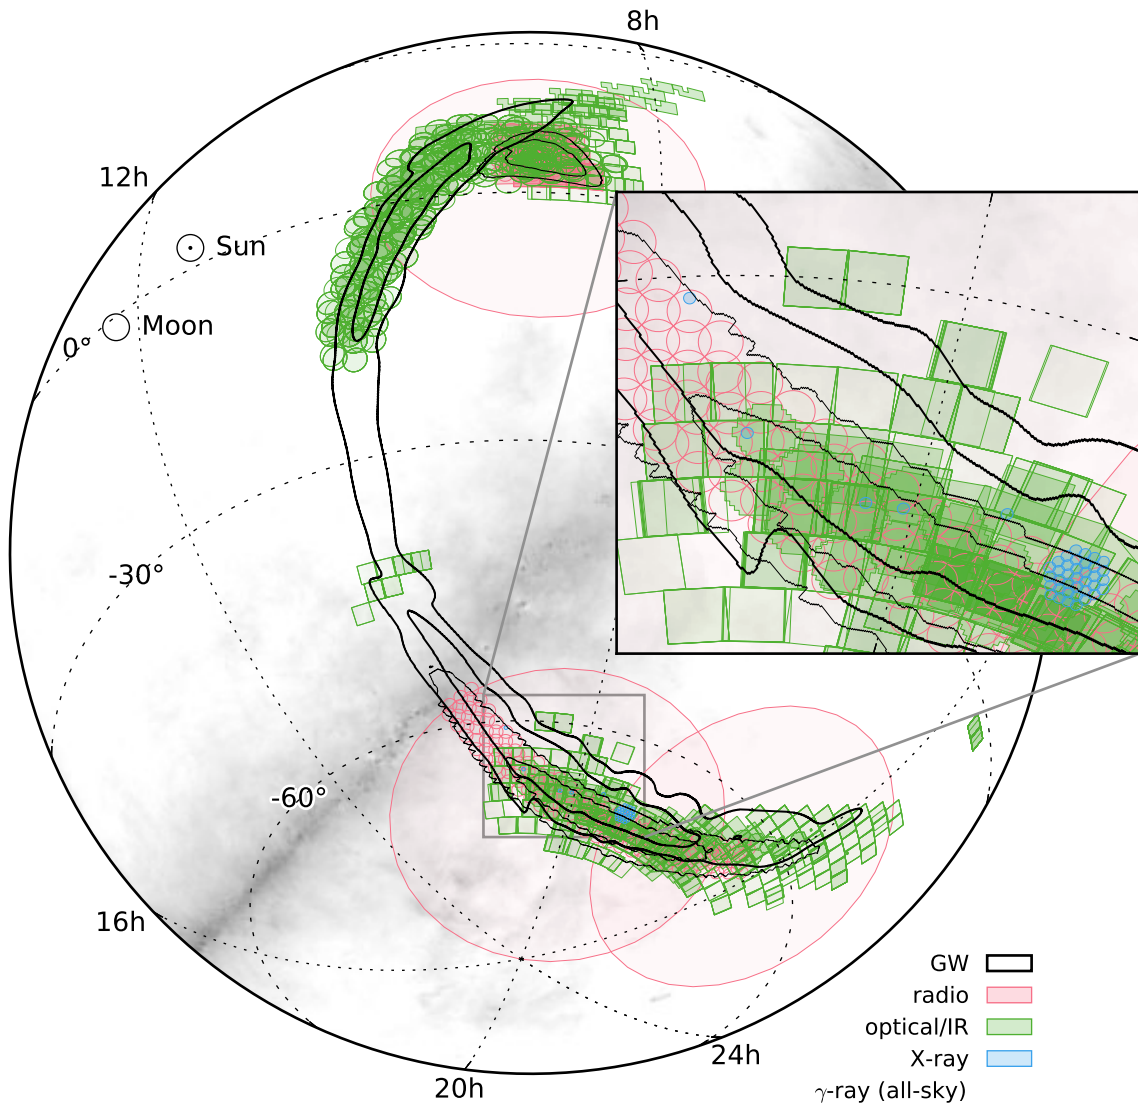 8h
12h
Sun
Moon
0°
-30°
-60°
16h
20h
24h
GW
radio
optical/IR
X-ray
γ-ray (all-sky)